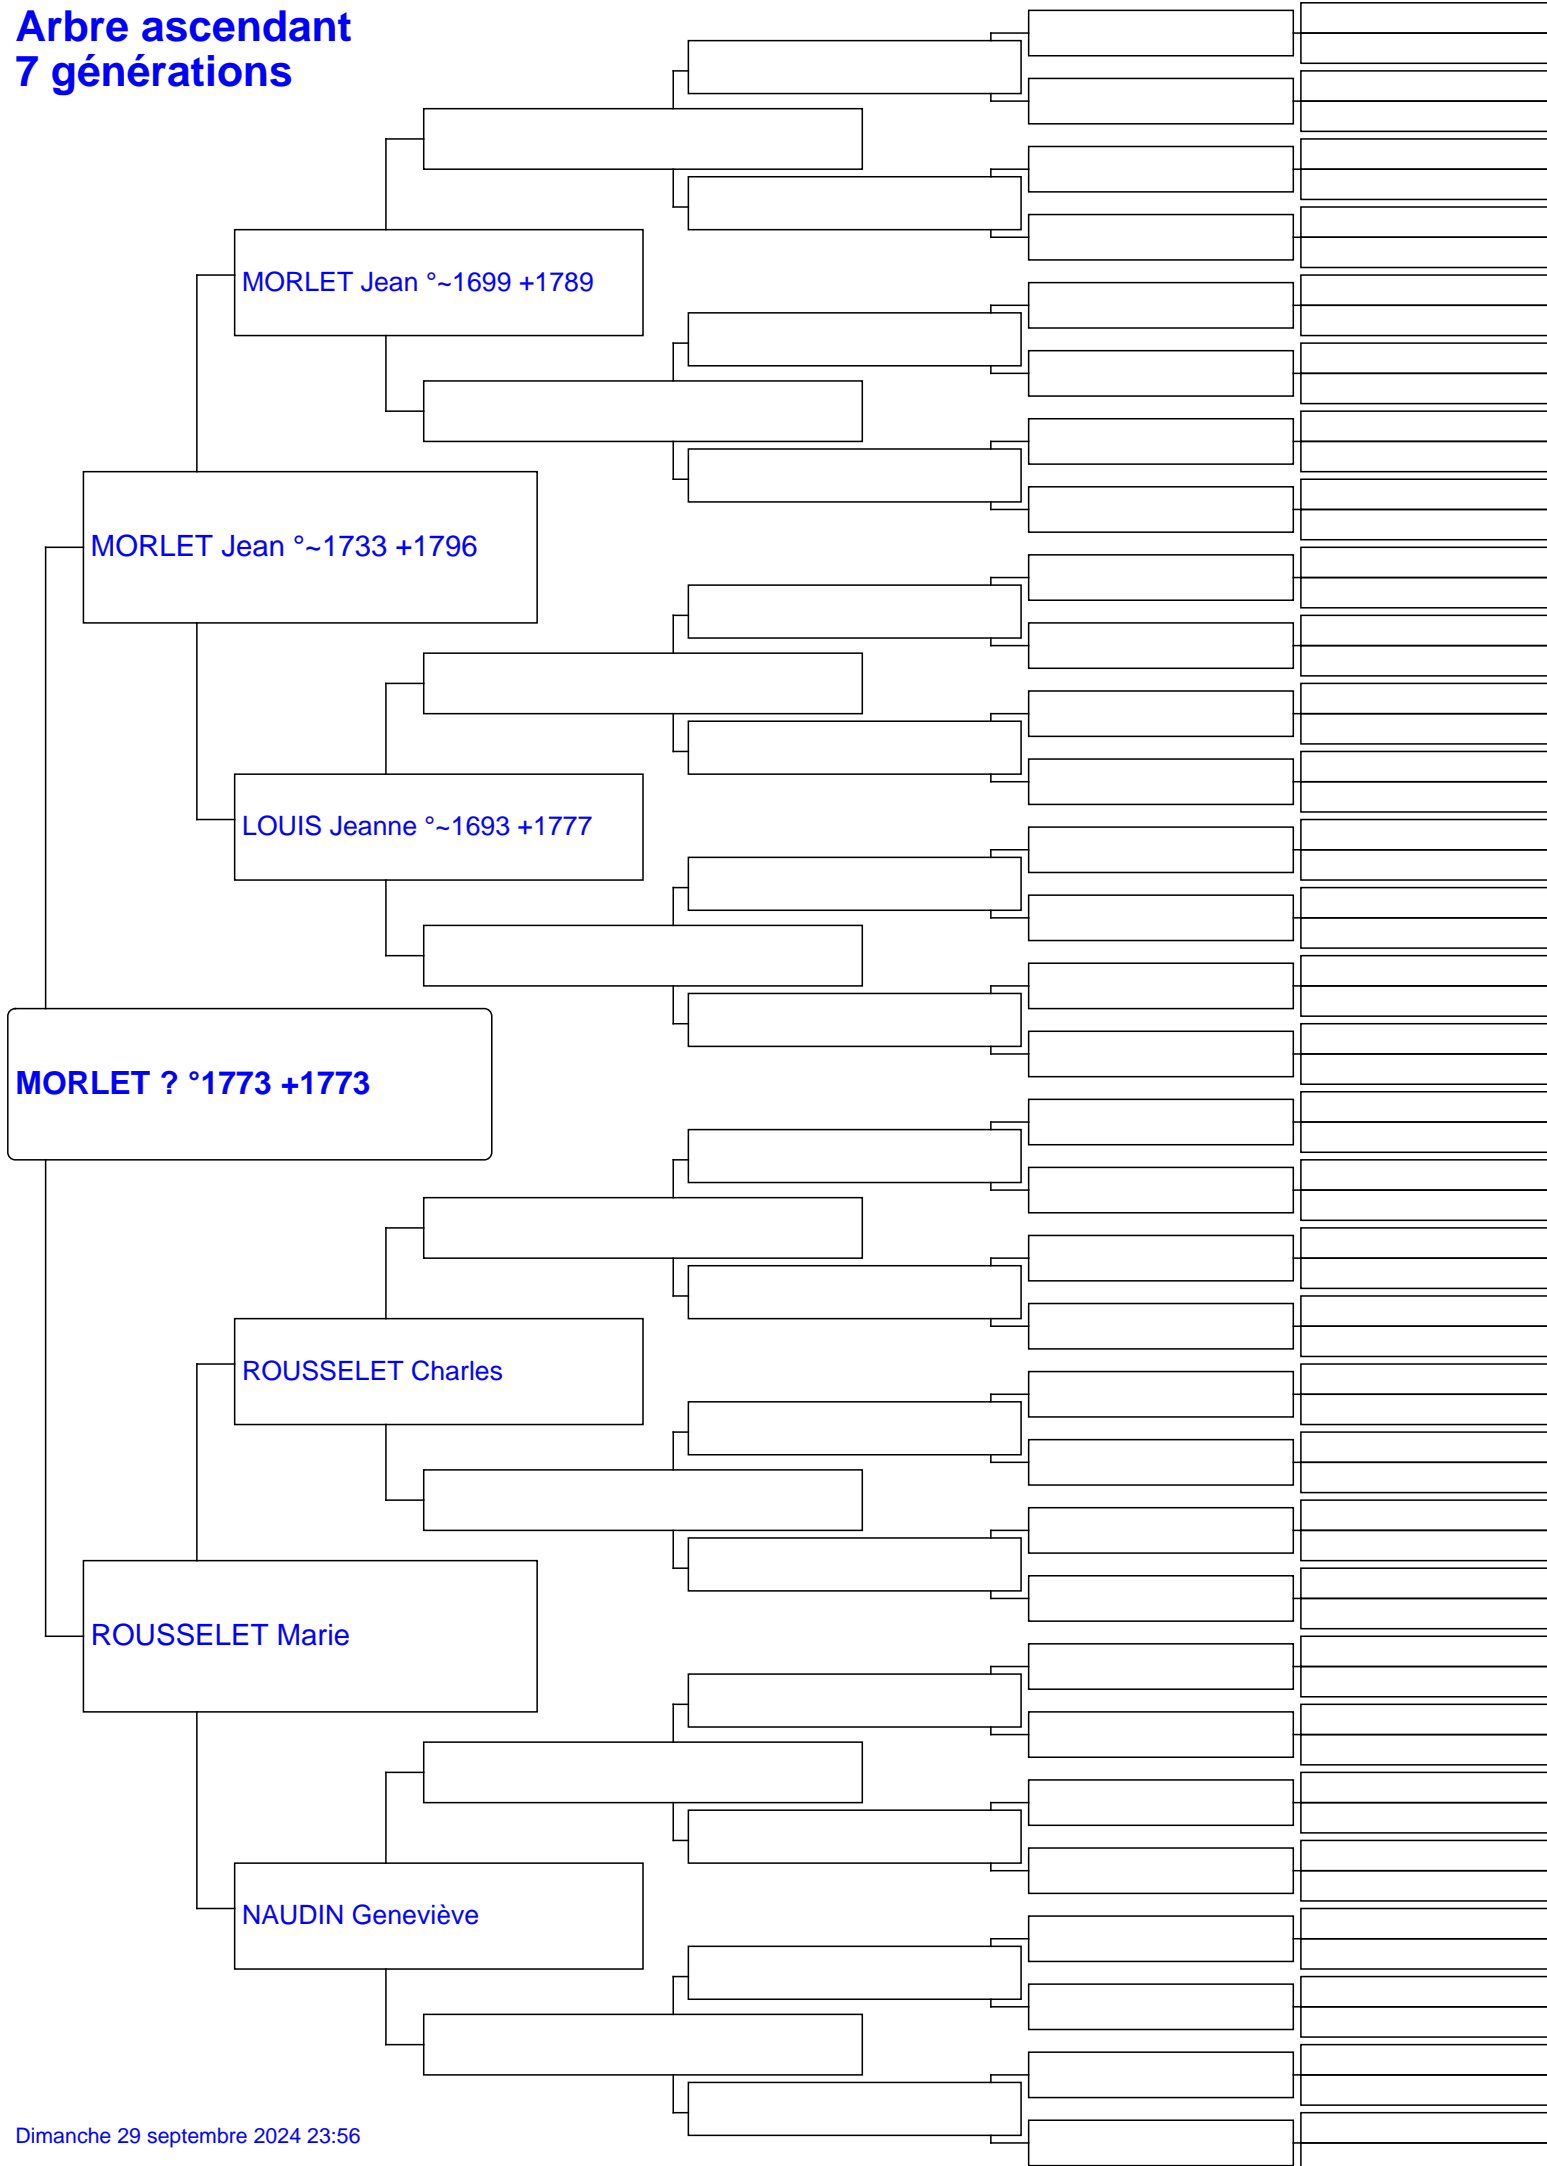 Arbre ascendant
7 générations
MORLET Jean °~1699 +1789
MORLET Jean °~1733 +1796
LOUIS Jeanne °~1693 +1777
MORLET ? °1773 +1773
ROUSSELET Charles
ROUSSELET Marie
NAUDIN Geneviève
Dimanche 29 septembre 2024 23:56